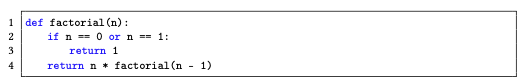 1 def factorial(n):
2     if n == 0 or n == 1:
3         return 1
4     return n * factorial(n - 1)